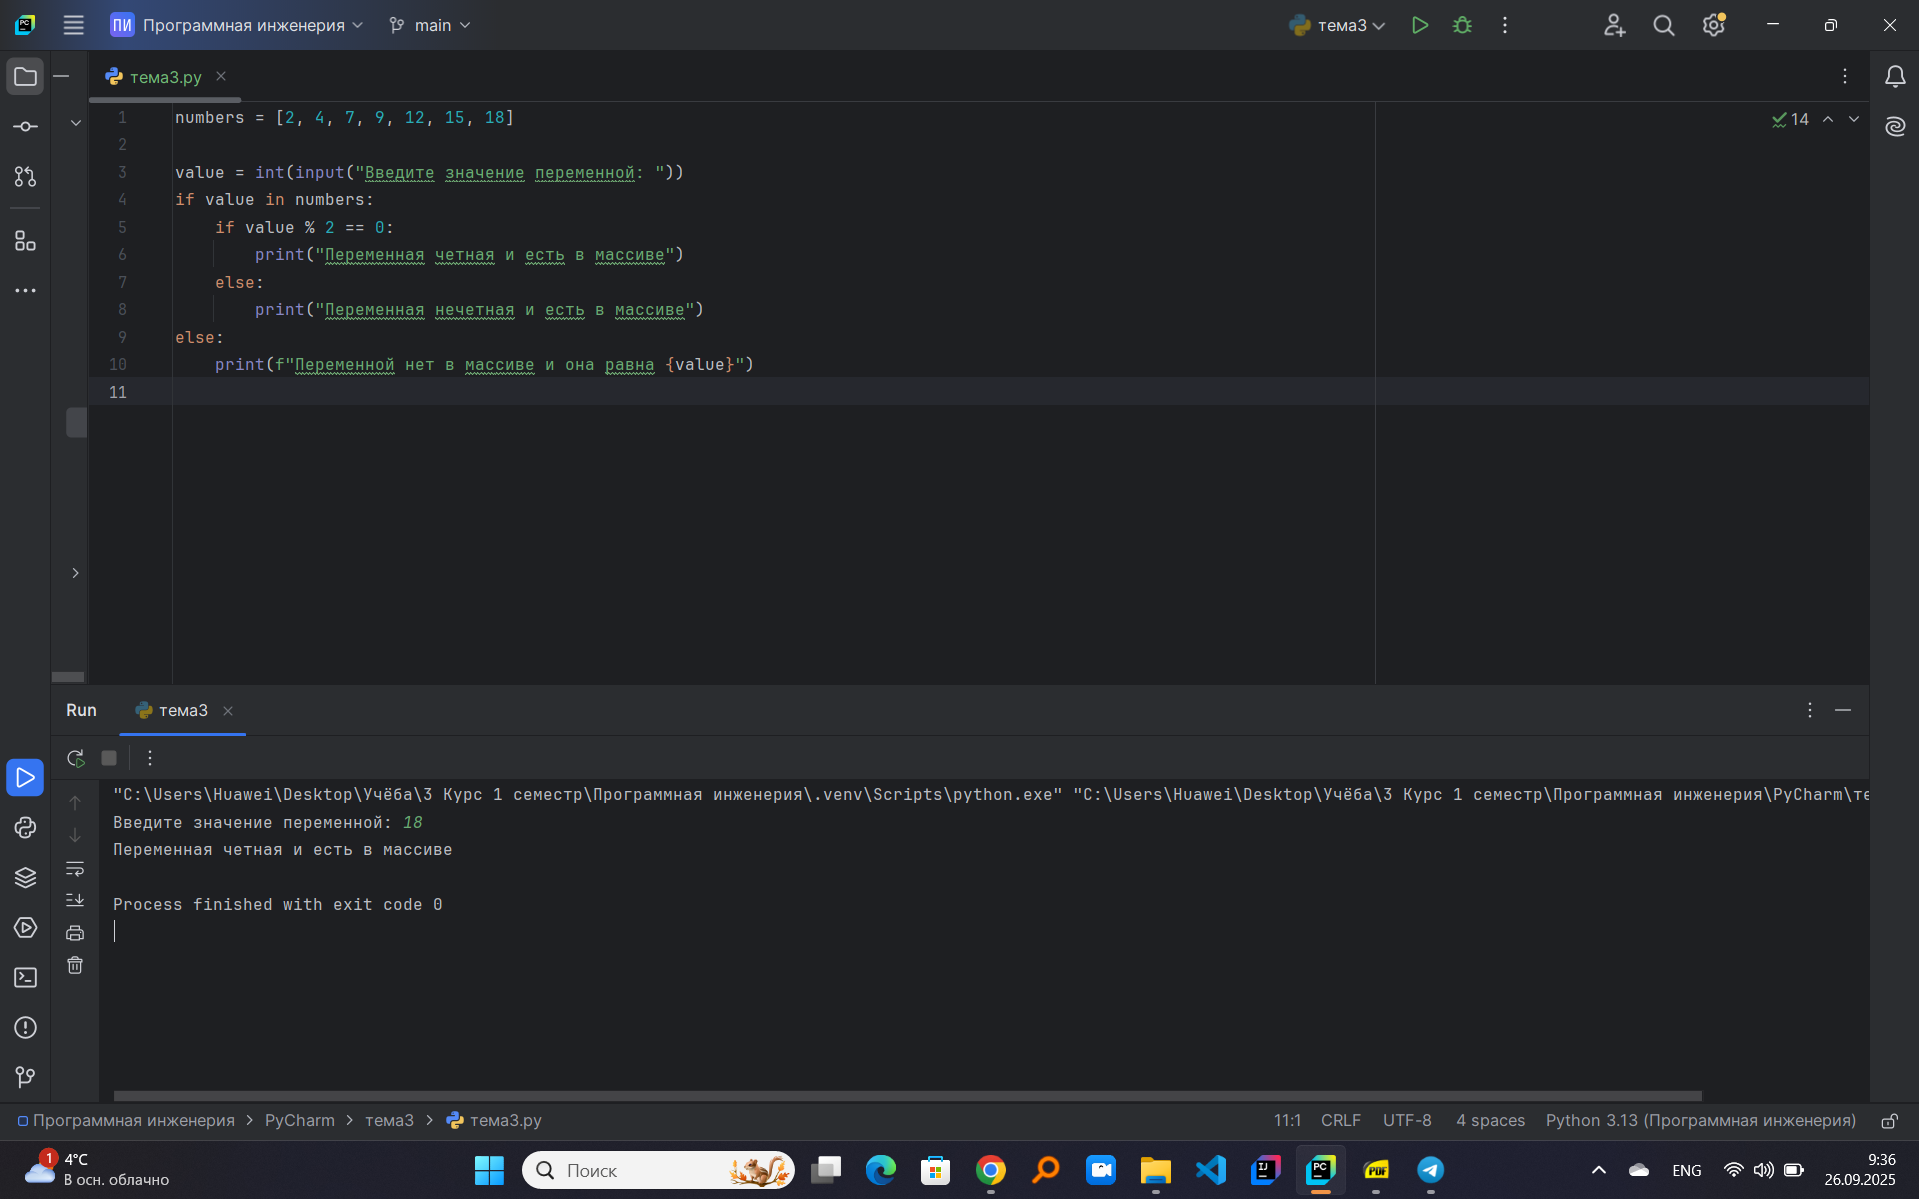 ПИ Программная инженерия main тема3
тема3.py
1 numbers = [2, 4, 7, 9, 12, 15, 18]
14
2
3 value = int(input("Введите значение переменной: "))
4 if value in numbers:
5 if value % 2 == 0:
6 print("Переменная четная и есть в массиве")
7 else:
8 print("Переменная нечетная и есть в массиве")
9 else:
10 print(f"Переменной нет в массиве и она равна {value}")
11
Run тема3
"C:\Users\Huawei\Desktop\Учёба\3 Курс 1 семестр\Программная инженерия\.venv\Scripts\python.exe" "C:\Users\Huawei\Desktop\Учёба\3 Курс 1 семестр\Программная инженерия\PyCharm\те
Введите значение переменной: 18
Переменная четная и есть в массиве
Process finished with exit code 0
Программная инженерия > PyCharm > тема3 > тема3.py 11:1 CRLF UTF-8 4 spaces Python 3.13 (Программная инженерия)
1 4°C
В осн. облачно
Поиск
PC
IJ
PDF
ENG
9:36
26.09.2025